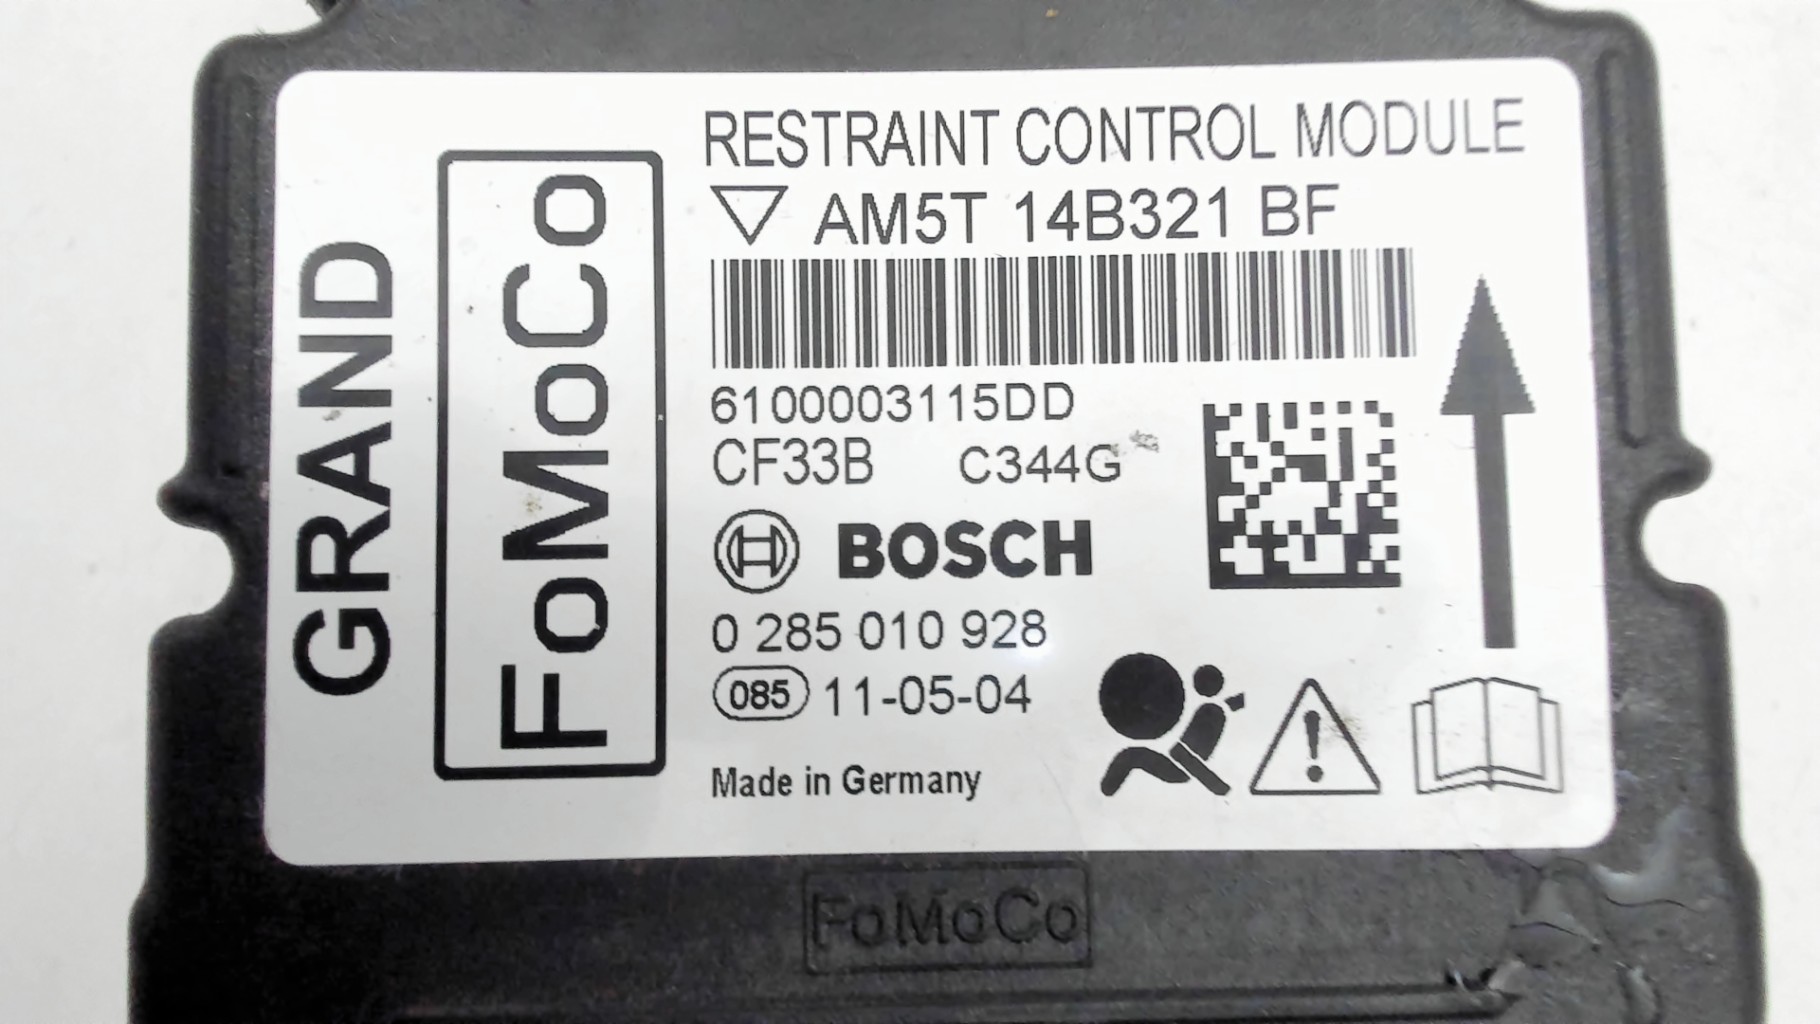 GRAND
FoMoCo
RESTRAINT CONTROL MODULE
AM5T 14B321 BF
6100003115DD
CF33B C344G
BOSCH
0 285 010 928
085 11-05-04
Made in Germany
FoMoCo